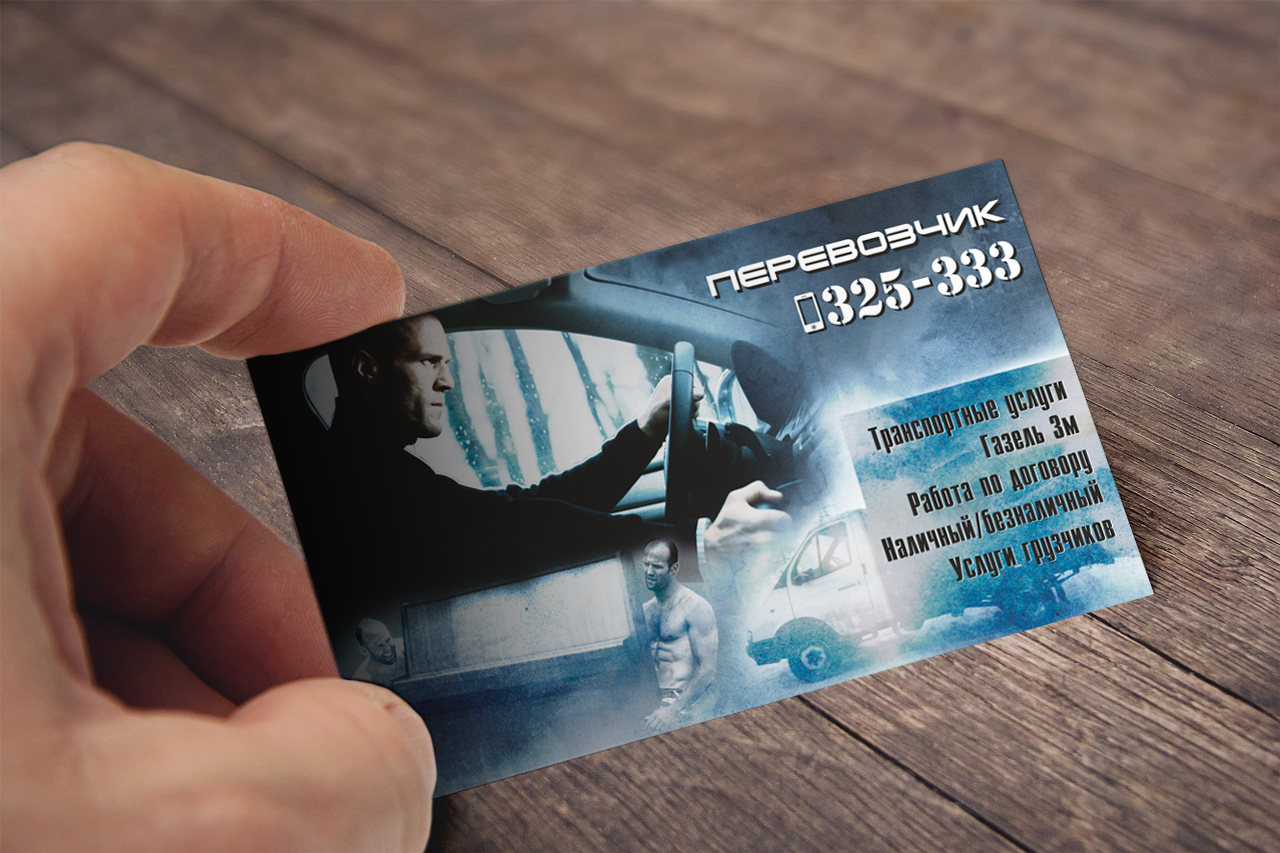 ПЕРЕВОЗЧИК
325-333
Транспортные услуги
Газель 3м
Работа по договору
Наличный/безналичный
Услуги грузчиков